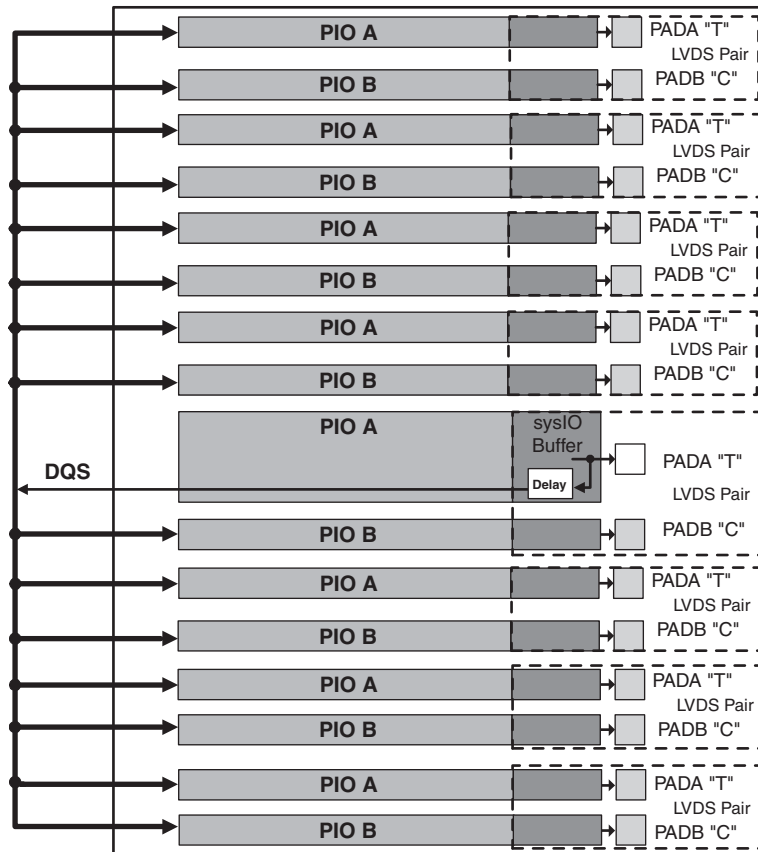 PIO A PADA "T"
LVDS Pair
PIO B PADB "C"
PIO A PADA "T"
LVDS Pair
PIO B PADB "C"
PIO A PADA "T"
LVDS Pair
PIO B PADB "C"
PIO A PADA "T"
LVDS Pair
PIO B PADB "C"
PIO A sysIO
Buffer
PADA "T"
DQS Delay
LVDS Pair
PIO B PADB "C"
PIO A PADA "T"
LVDS Pair
PIO B PADB "C"
PIO A PADA "T"
LVDS Pair
PIO B PADB "C"
PIO A PADA "T"
LVDS Pair
PIO B PADB "C"